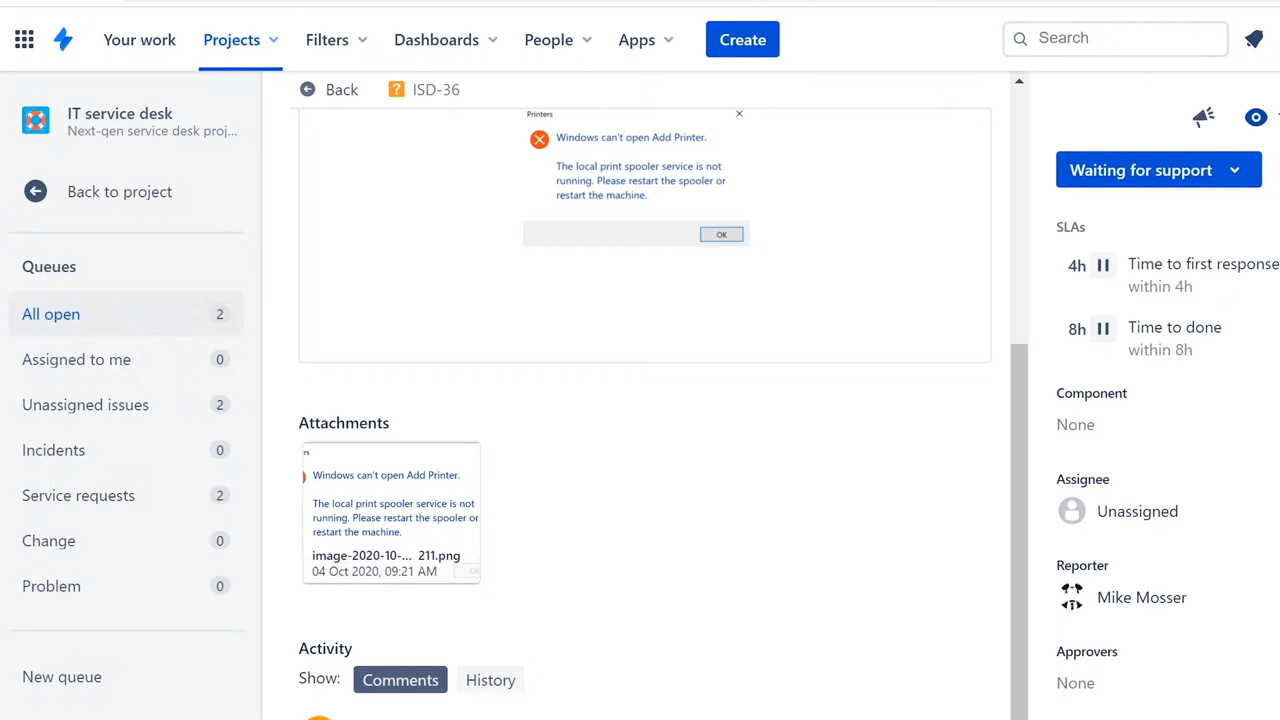 Your work
Projects
Filters
Dashboards
People
Apps
Create
Search
IT service desk
Next-gen service desk proj...
Back to project
Queues
All open 2
Assigned to me 0
Unassigned issues 2
Incidents 0
Service requests 2
Change 0
Problem 0
New queue
Back
ISD-36
Printers
Windows can't open Add Printer.
The local print spooler service is not
running. Please restart the spooler or
restart the machine.
OK
Attachments
rs
Windows can't open Add Printer.
The local print spooler service is not
running. Please restart the spooler or
restart the machine.
image-2020-10-... 211.png
04 Oct 2020, 09:21 AM
OK
Activity
Show:
Comments
History
Waiting for support
SLAs
4h
Time to first response
within 4h
8h
Time to done
within 8h
Component
None
Assignee
Unassigned
Reporter
Mike Mosser
Approvers
None